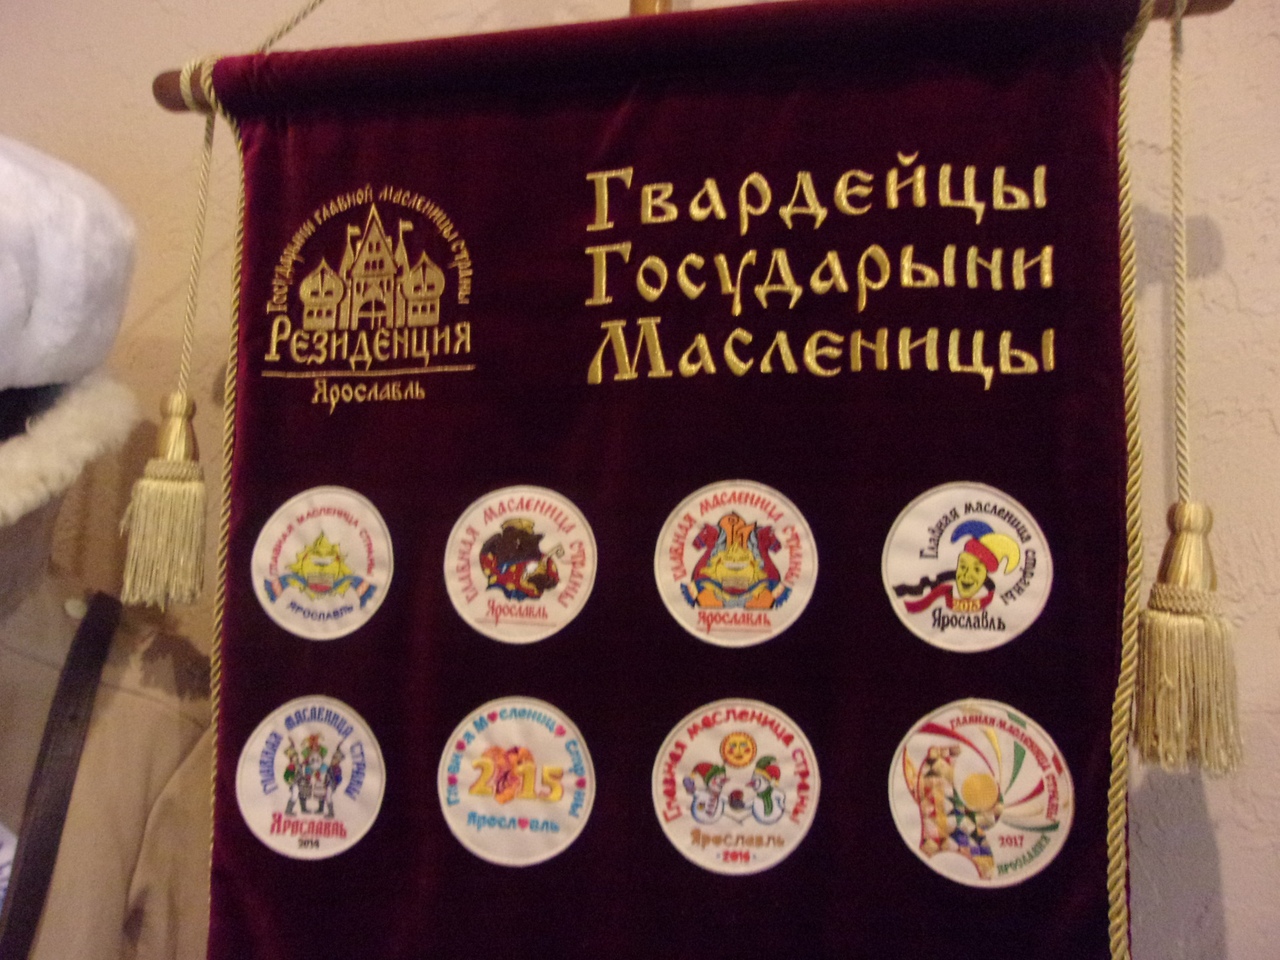 Государыни главной Масленицы страны
Резиденция
Ярославль
Гвардейцы
Государыни
Масленицы
Главная Масленица страны
Ярославль
Главная Масленица страны
Ярославль
Главная Масленица страны
Ярославль
Главная масленица страны
2013
Ярославль
Главная Масленица страны
Ярославль
2014
Главная Масленица Страны
2015
Ярославль
Главная Масленица страны
Ярославль
·2016·
Главная Масленица страны
2017
Ярославия